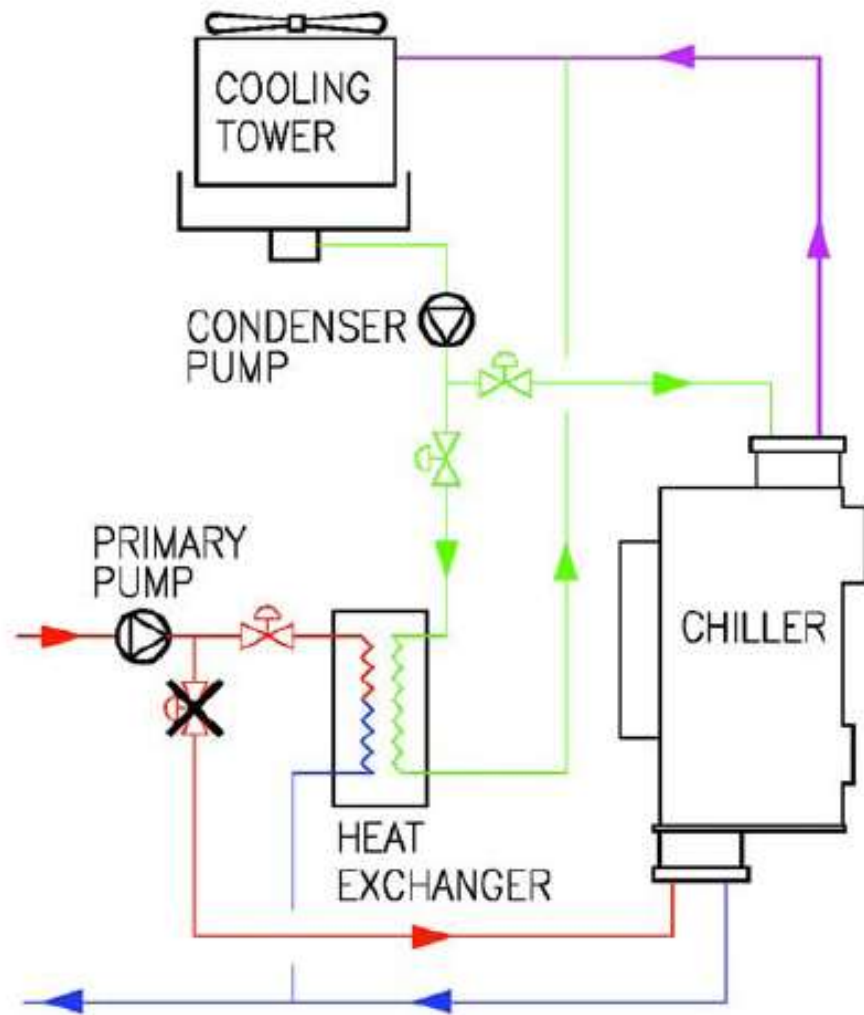 COOLING
TOWER
CONDENSER
PUMP
PRIMARY
PUMP
CHILLER
HEAT
EXCHANGER